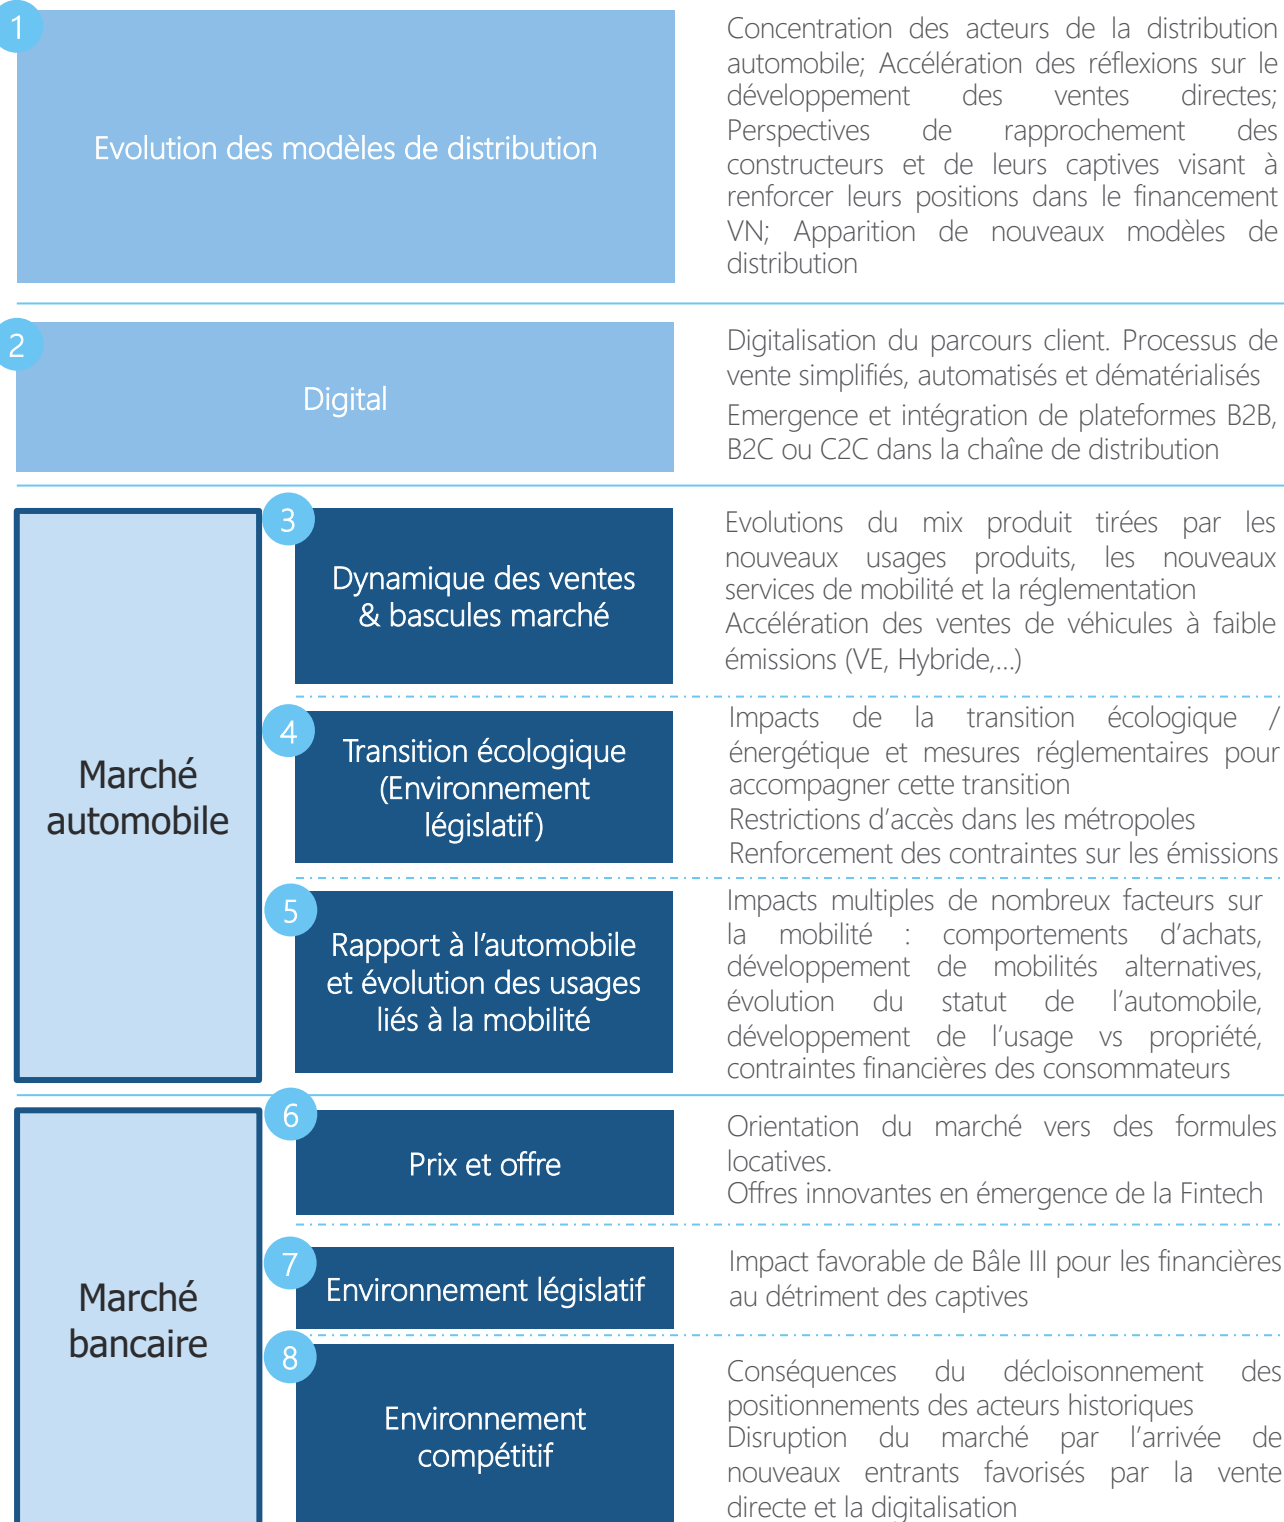 1
Evolution des modèles de distribution
Concentration des acteurs de la distribution
automobile; Accélération des réflexions sur le
développement des ventes directes;
Perspectives de rapprochement des
constructeurs et de leurs captives visant à
renforcer leurs positions dans le financement
VN; Apparition de nouveaux modèles de
distribution
2
Digital
Digitalisation du parcours client. Processus de
vente simplifiés, automatisés et dématérialisés
Emergence et intégration de plateformes B2B,
B2C ou C2C dans la chaîne de distribution
Marché
automobile
3
Dynamique des ventes
& bascules marché
Evolutions du mix produit tirées par les
nouveaux usages produits, les nouveaux
services de mobilité et la réglementation
Accélération des ventes de véhicules à faible
émissions (VE, Hybride,...)
4
Transition écologique
(Environnement
législatif)
Impacts de la transition écologique /
énergétique et mesures réglementaires pour
accompagner cette transition
Restrictions d’accès dans les métropoles
Renforcement des contraintes sur les émissions
5
Rapport à l’automobile
et évolution des usages
liés à la mobilité
Impacts multiples de nombreux facteurs sur
la mobilité : comportements d’achats,
développement de mobilités alternatives,
évolution du statut de l’automobile,
développement de l’usage vs propriété,
contraintes financières des consommateurs
Marché
bancaire
6
Prix et offre
Orientation du marché vers des formules
locatives.
Offres innovantes en émergence de la Fintech
7
Environnement législatif
Impact favorable de Bâle III pour les financières
au détriment des captives
8
Environnement
compétitif
Conséquences du décloisonnement des
positionnements des acteurs historiques
Disruption du marché par l’arrivée de
nouveaux entrants favorisés par la vente
directe et la digitalisation